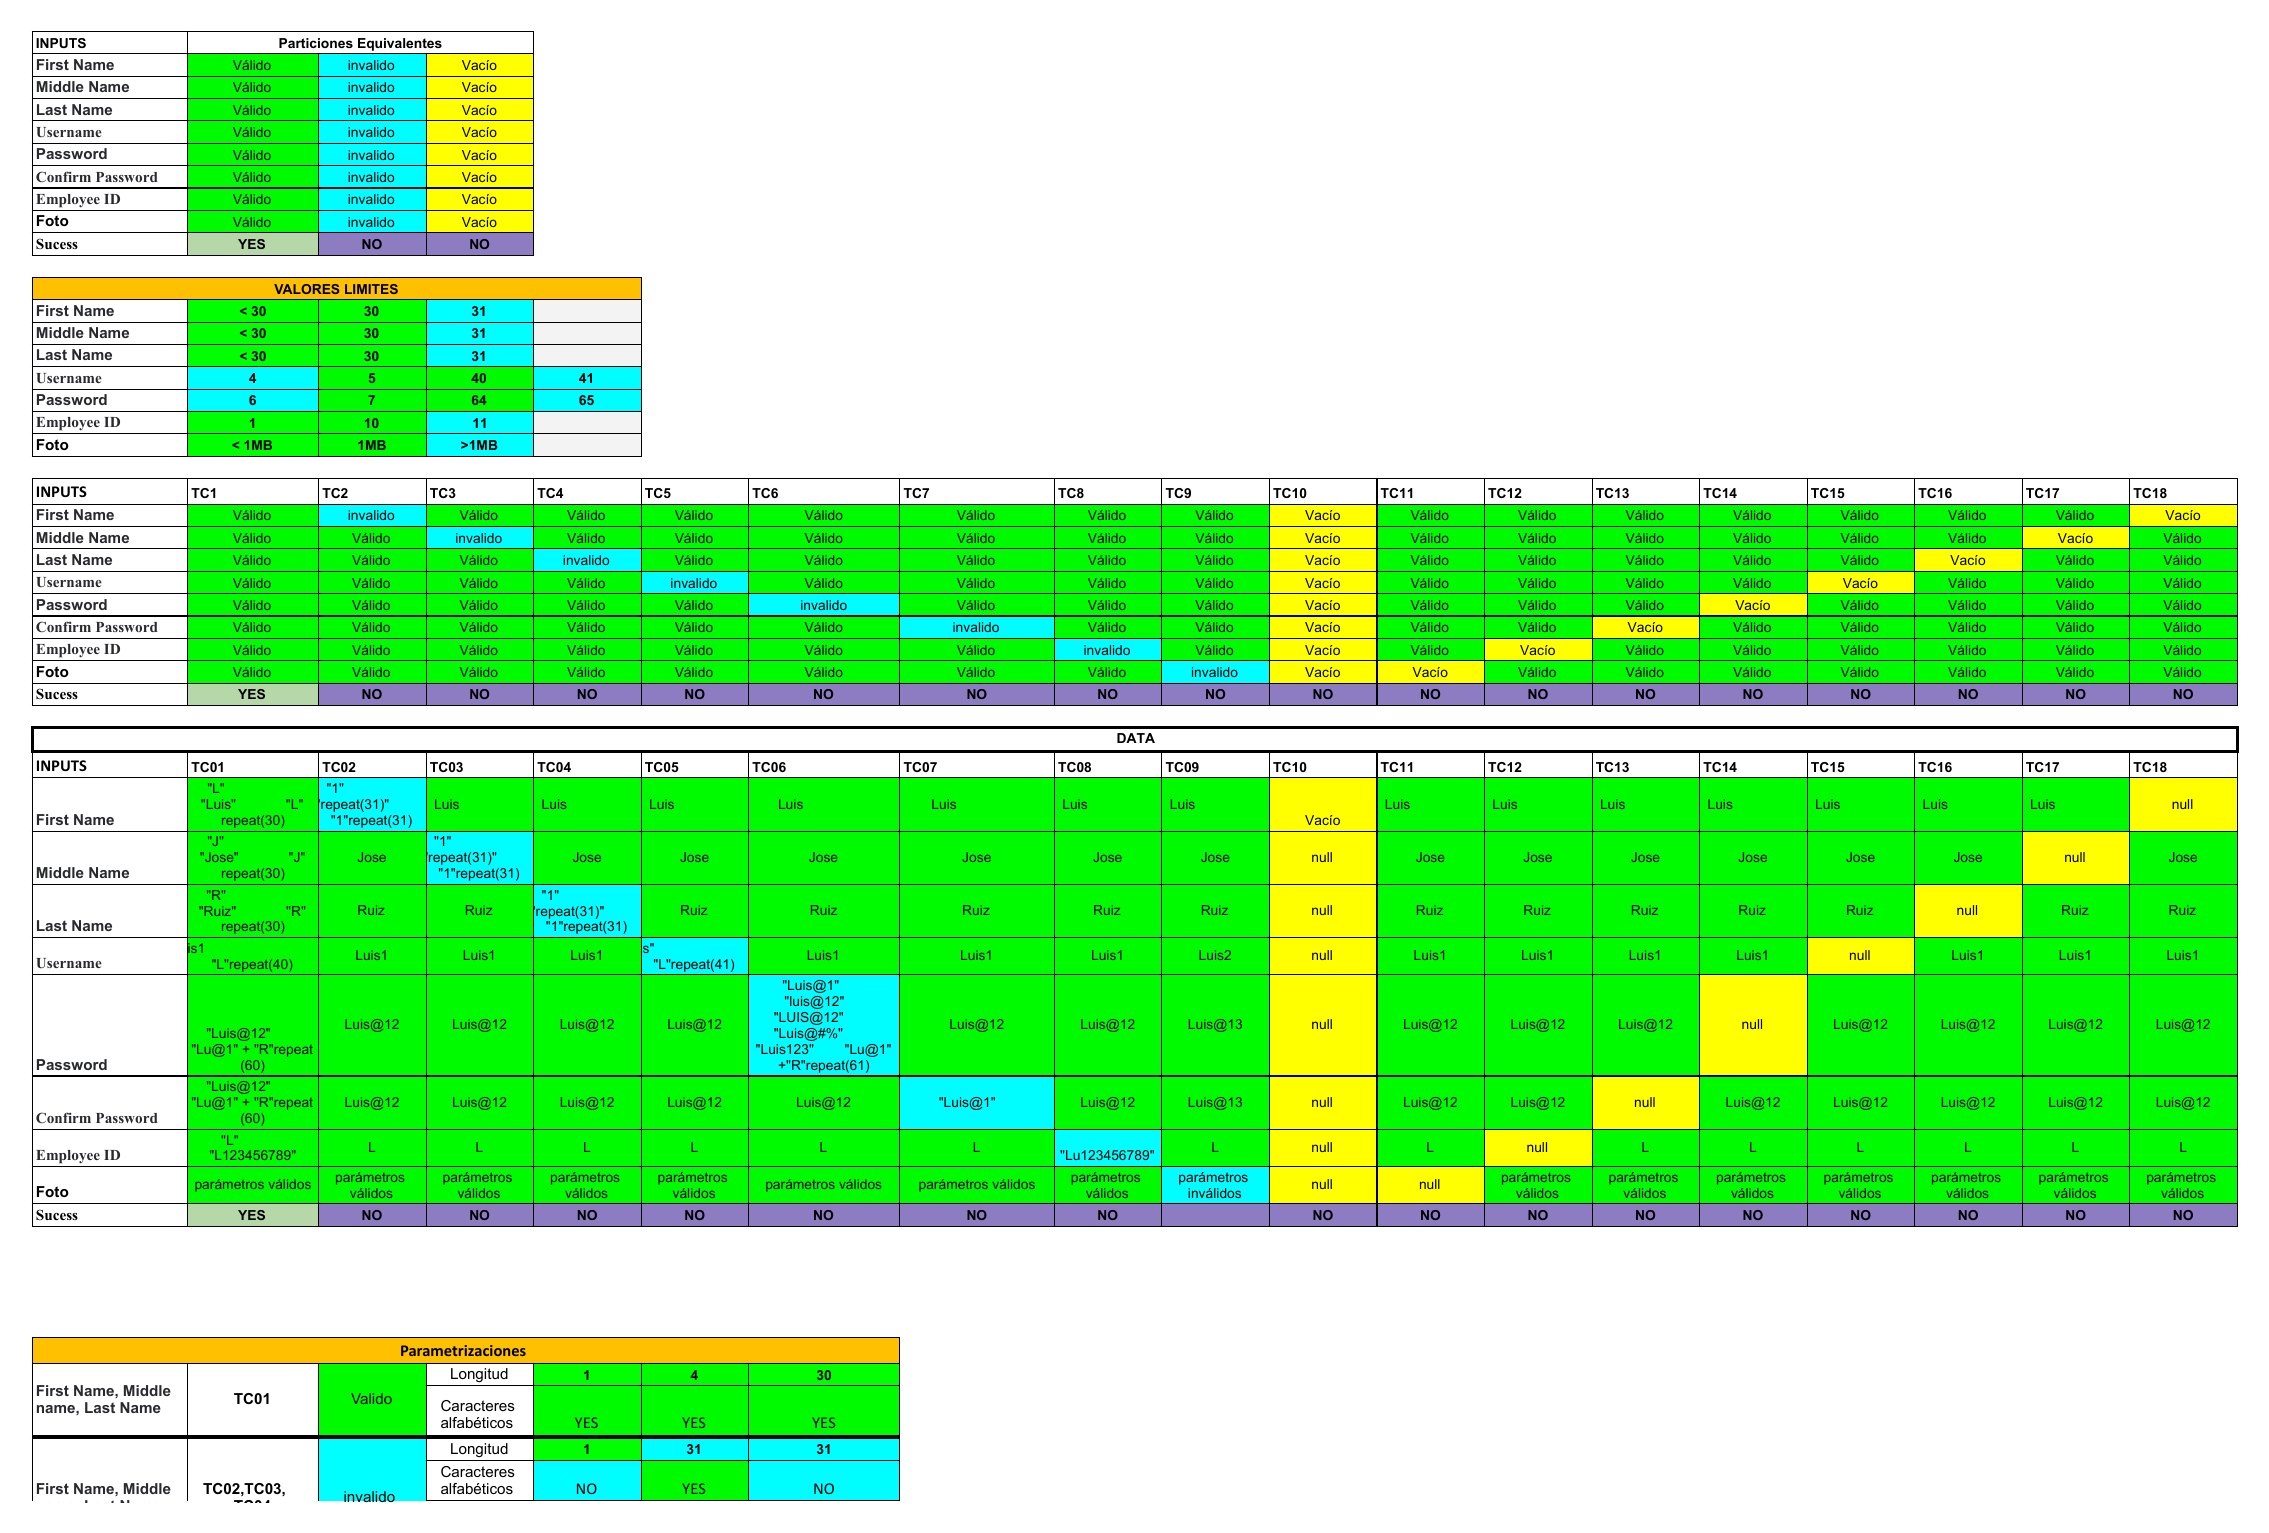 INPUTS Particiones Equivalentes
First Name Válido invalido Vacío
Middle Name Válido invalido Vacío
Last Name Válido invalido Vacío
Username Válido invalido Vacío
Password Válido invalido Vacío
Confirm Password Válido invalido Vacío
Employee ID Válido invalido Vacío
Foto Válido invalido Vacío
Sucess YES NO NO
VALORES LIMITES
First Name < 30 30 31
Middle Name < 30 30 31
Last Name < 30 30 31
Username 4 5 40 41
Password 6 7 64 65
Employee ID 1 10 11
Foto < 1MB 1MB >1MB
INPUTS TC1 TC2 TC3 TC4 TC5 TC6 TC7 TC8 TC9 TC10 TC11 TC12 TC13 TC14 TC15 TC16 TC17 TC18
First Name Válido invalido Válido Válido Válido Válido Válido Válido Válido Vacío Válido Válido Válido Válido Válido Válido Válido Vacío
Middle Name Válido Válido invalido Válido Válido Válido Válido Válido Válido Vacío Válido Válido Válido Válido Válido Válido Vacío Válido
Last Name Válido Válido Válido invalido Válido Válido Válido Válido Válido Vacío Válido Válido Válido Válido Válido Vacío Válido Válido
Username Válido Válido Válido Válido invalido Válido Válido Válido Válido Vacío Válido Válido Válido Válido Vacío Válido Válido Válido
Password Válido Válido Válido Válido Válido invalido Válido Válido Válido Vacío Válido Válido Válido Vacío Válido Válido Válido Válido
Confirm Password Válido Válido Válido Válido Válido Válido invalido Válido Válido Vacío Válido Válido Vacío Válido Válido Válido Válido Válido
Employee ID Válido Válido Válido Válido Válido Válido Válido invalido Válido Vacío Válido Vacío Válido Válido Válido Válido Válido Válido
Foto Válido Válido Válido Válido Válido Válido Válido Válido invalido Vacío Vacío Válido Válido Válido Válido Válido Válido Válido
Sucess YES NO NO NO NO NO NO NO NO NO NO NO NO NO NO NO NO NO
DATA
INPUTS TC01 TC02 TC03 TC04 TC05 TC06 TC07 TC08 TC09 TC10 TC11 TC12 TC13 TC14 TC15 TC16 TC17 TC18
"L" "1"
"Luis" "L" 'repeat(31)" Luis Luis Luis Luis Luis Luis Luis Luis Luis Luis Luis Luis Luis Luis null
First Name repeat(30) "1"repeat(31) Vacío
"J" "1"
"Jose" "J" Jose 'repeat(31)" Jose Jose Jose Jose Jose Jose null Jose Jose Jose Jose Jose Jose null Jose
Middle Name repeat(30) "1"repeat(31)
"R" "1"
"Ruiz" "R" Ruiz Ruiz 'repeat(31)" Ruiz Ruiz Ruiz Ruiz Ruiz null Ruiz Ruiz Ruiz Ruiz Ruiz null Ruiz Ruiz
Last Name repeat(30) "1"repeat(31)
is1 s"
Username "L"repeat(40) Luis1 Luis1 Luis1 "L"repeat(41) Luis1 Luis1 Luis1 Luis2 null Luis1 Luis1 Luis1 Luis1 null Luis1 Luis1 Luis1
"Luis@1"
"luis@12"
"LUIS@12"
"Luis@12" Luis@12 Luis@12 Luis@12 Luis@12 "Luis@#%" Luis@12 Luis@12 Luis@13 null Luis@12 Luis@12 Luis@12 null Luis@12 Luis@12 Luis@12 Luis@12
"Lu@1" + "R"repeat "Luis123" "Lu@1"
Password (60) +"R"repeat(61)
"Luis@12"
"Lu@1" + "R"repeat Luis@12 Luis@12 Luis@12 Luis@12 Luis@12 "Luis@1" Luis@12 Luis@13 null Luis@12 Luis@12 null Luis@12 Luis@12 Luis@12 Luis@12 Luis@12
Confirm Password (60)
"L"
Employee ID "L123456789" L L L L L L "Lu123456789" L null L null L L L L L L
Foto parámetros válidos parámetros válidos parámetros válidos parámetros válidos parámetros válidos parámetros válidos parámetros válidos parámetros válidos parámetros inválidos null null parámetros válidos parámetros válidos parámetros válidos parámetros válidos parámetros válidos parámetros válidos parámetros válidos
Sucess YES NO NO NO NO NO NO NO NO NO NO NO NO NO NO NO NO
Parametrizaciones
First Name, Middle name, Last Name TC01 Valido Longitud 1 4 30
Caracteres alfabéticos YES YES YES
Longitud 1 31 31
First Name, Middle TC02,TC03, invalido Caracteres alfabéticos NO YES NO